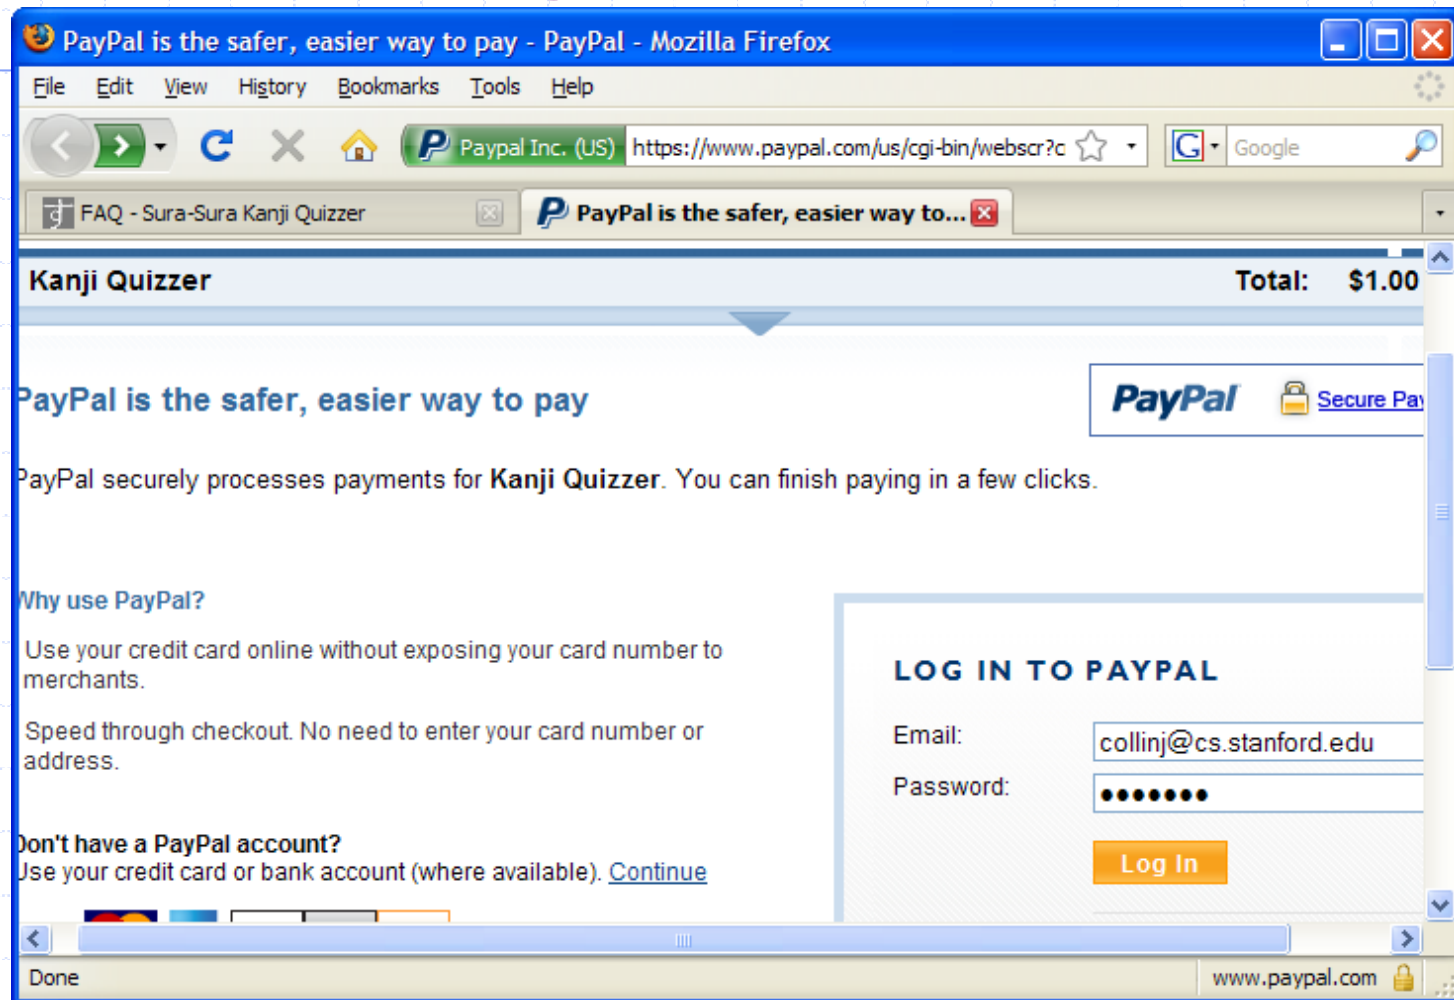 PayPal is the safer, easier way to pay - PayPal - Mozilla Firefox
File Edit View History Bookmarks Tools Help
P Paypal Inc. (US) https://www.paypal.com/us/cgi-bin/webscr?c G Google
FAQ - Sura-Sura Kanji Quizzer P PayPal is the safer, easier way to...
Kanji Quizzer Total: $1.00
PayPal is the safer, easier way to pay
PayPal Secure Pay
PayPal securely processes payments for Kanji Quizzer. You can finish paying in a few clicks.
Why use PayPal?
Use your credit card online without exposing your card number to
merchants.
Speed through checkout. No need to enter your card number or
address.
Don't have a PayPal account?
Use your credit card or bank account (where available). Continue
LOG IN TO PAYPAL
Email: collinj@cs.stanford.edu
Password: •••••••
Log In
Done www.paypal.com